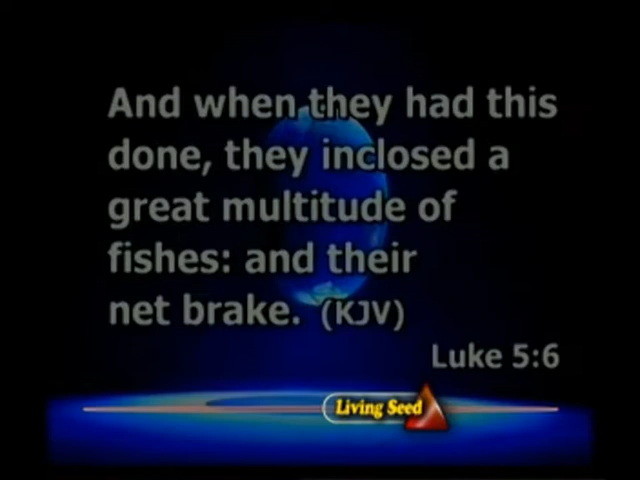 And when they had this
done, they inclosed a
great multitude of
fishes: and their
net brake. (KJV)
Luke 5:6
Living Seed